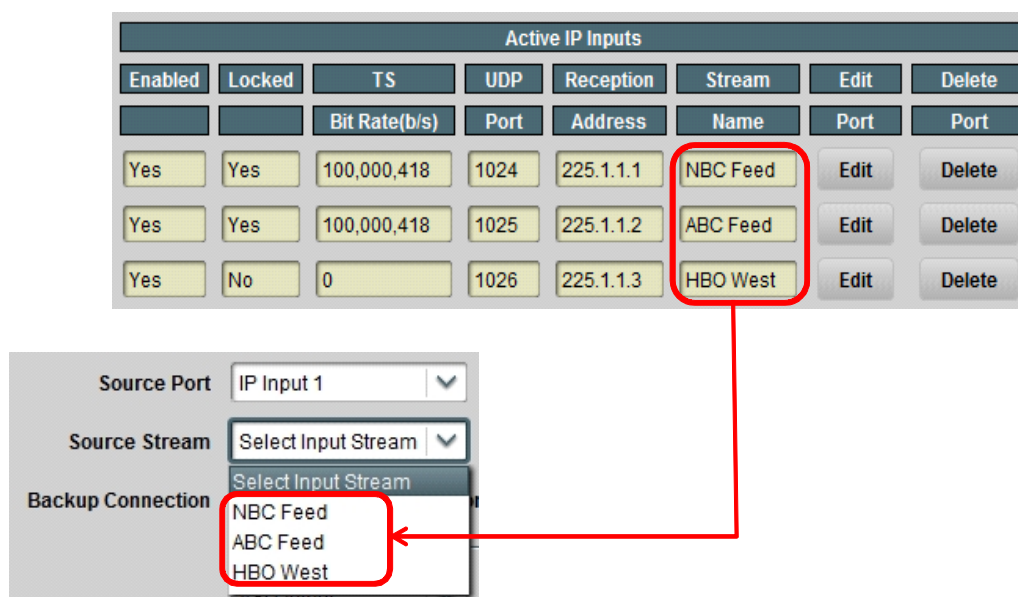 Active IP Inputs
Enabled Locked TS UDP Reception Stream Edit Delete
Bit Rate(b/s) Port Address Name Port Port
Yes Yes 100,000,418 1024 225.1.1.1 NBC Feed Edit Delete
Yes Yes 100,000,418 1025 225.1.1.2 ABC Feed Edit Delete
Yes No 0 1026 225.1.1.3 HBO West Edit Delete
Source Port IP Input 1
Source Stream Select Input Stream
Select Input Stream
Backup Connection
NBC Feed
ABC Feed
HBO West